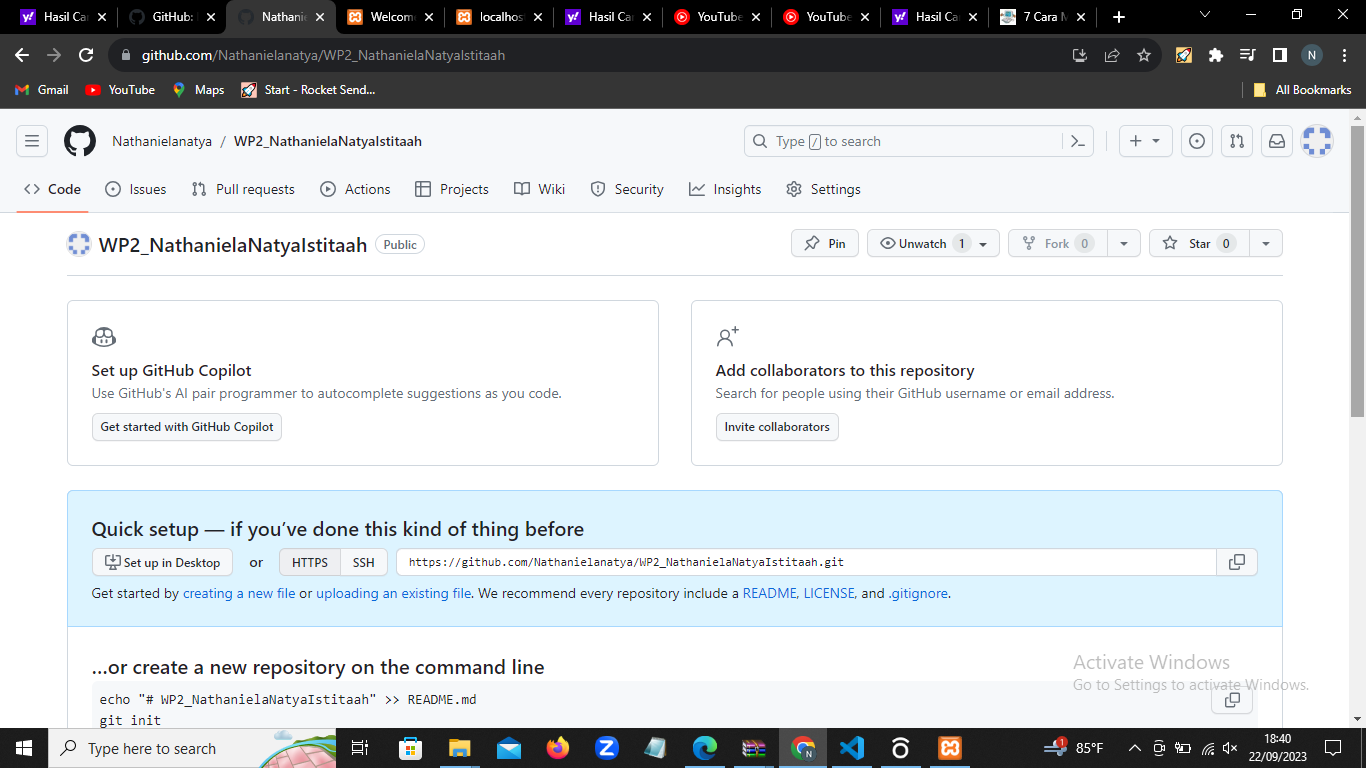 Hasil Ca
GitHub:
Nathanie
Welcome
localhos
Hasil Ca
YouTube
YouTube
Hasil Ca
7 Cara M
github.com/Nathanielanatya/WP2_NathanielaNatyaIstitaah
N
Gmail
YouTube
Maps
Start - Rocket Send...
All Bookmarks
Nathanielanatya / WP2_NathanielaNatyaIstitaah
Type / to search
Code
Issues
Pull requests
Actions
Projects
Wiki
Security
Insights
Settings
WP2_NathanielaNatyaIstitaah Public
Pin
Unwatch 1
Fork 0
Star 0
Set up GitHub Copilot
Use GitHub's AI pair programmer to autocomplete suggestions as you code.
Get started with GitHub Copilot
Add collaborators to this repository
Search for people using their GitHub username or email address.
Invite collaborators
Quick setup — if you’ve done this kind of thing before
Set up in Desktop or HTTPS SSH https://github.com/Nathanielanatya/WP2_NathanielaNatyaIstitaah.git
Get started by creating a new file or uploading an existing file. We recommend every repository include a README, LICENSE, and .gitignore.
…or create a new repository on the command line
echo "# WP2_NathanielaNatyaIstitaah" >> README.md
git init
Activate Windows
Go to Settings to activate Windows.
Type here to search
1
85°F
18:40
22/09/2023